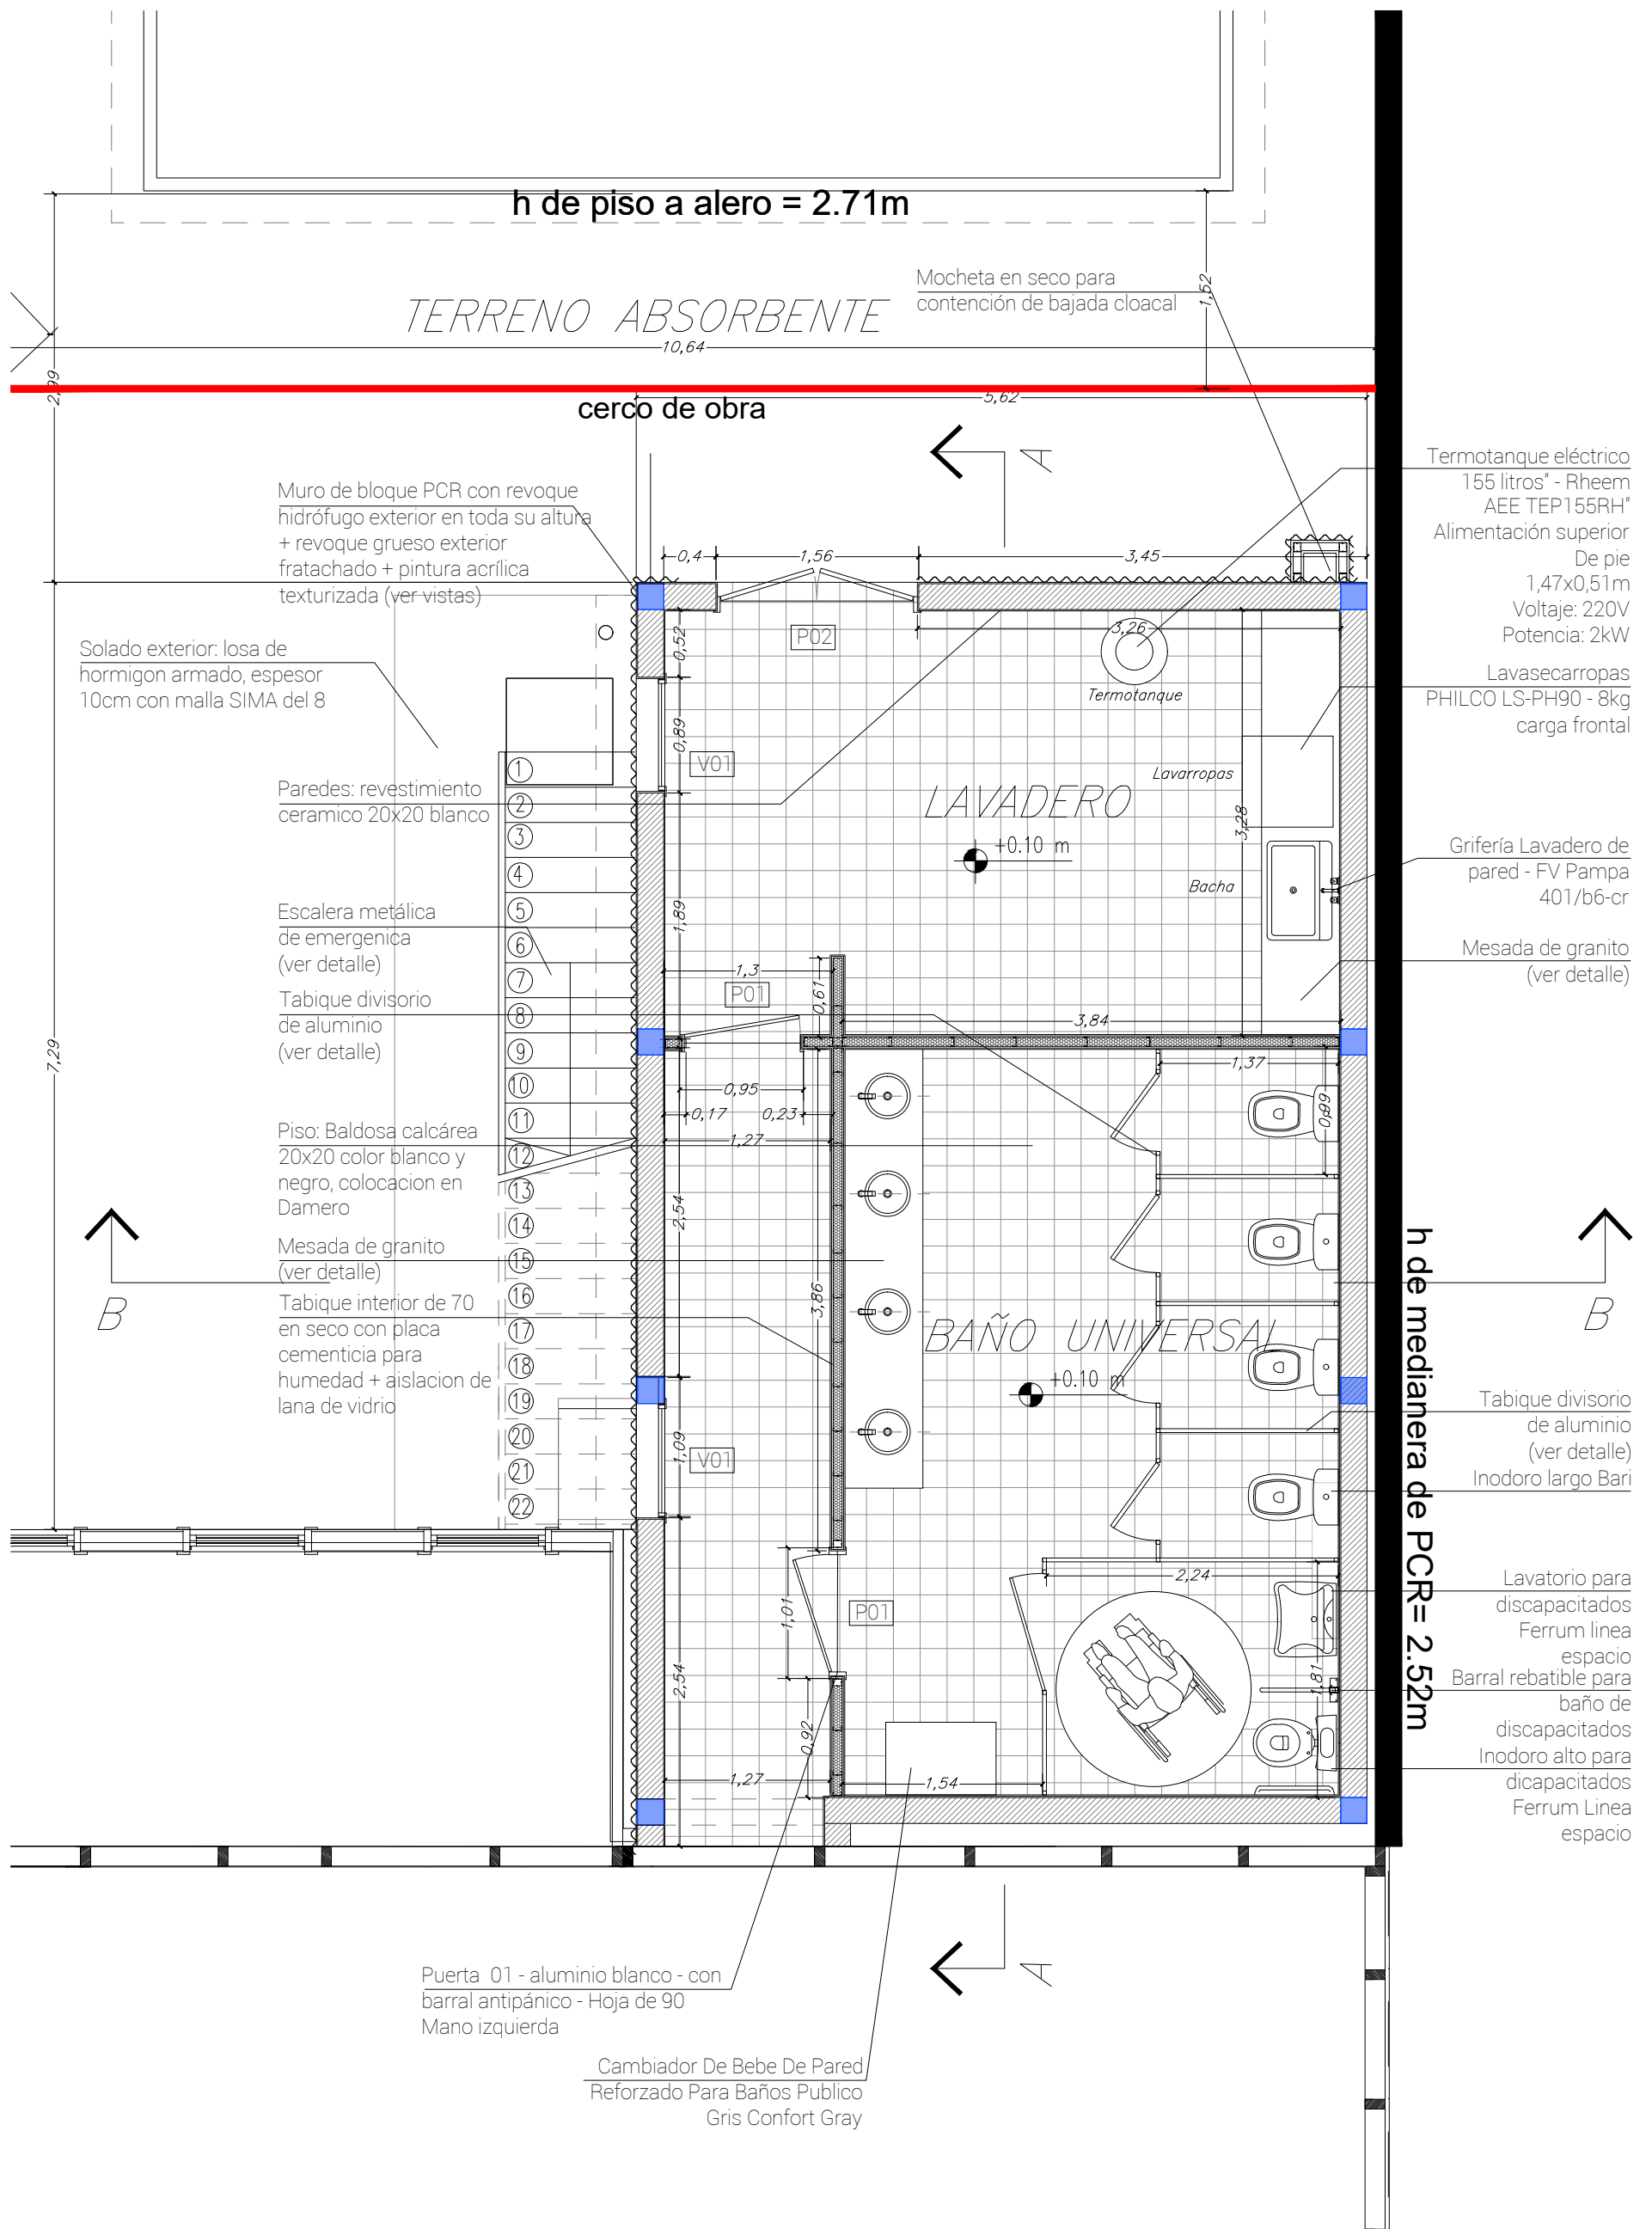 h de piso a alero = 2.71m
Mocheta en seco para
contención de bajada cloacal
1,52
TERRENO ABSORBENTE
10,64
2,99
cerco de obra
5,62
A
Termotanque eléctrico
155 litros" - Rheem
AEE TEP155RH"
Alimentación superior
De pie
1,47x0,51m
Voltaje: 220V
Potencia: 2kW
Muro de bloque PCR con revoque
hidrófugo exterior en toda su altura
+ revoque grueso exterior
fratachado + pintura acrílica
texturizada (ver vistas)
0,4
1,56
3,45
Solado exterior: losa de
hormigon armado, espesor
10cm con malla SIMA del 8
0,52
P02
3,26
Termotanque
Lavasecarropas
PHILCO LS-PH90 - 8kg
carga frontal
0,89
V01
Lavarropas
Paredes: revestimiento
ceramico 20x20 blanco
LAVADERO
+0.10 m
3,28
Bacha
Grifería Lavadero de
pared - FV Pampa
401/b6-cr
Mesada de granito
(ver detalle)
1
2
3
4
5
6
7
8
9
10
11
12
13
14
15
16
17
18
19
20
21
22
Escalera metálica
de emergenica
(ver detalle)
1,89
1,3
P01
0,61
3,84
Tabique divisorio
de aluminio
(ver detalle)
7,29
0,95
0,17
0,23
1,27
1,37
0,99
Piso: Baldosa calcárea
20x20 color blanco y
negro, colocacion en
Damero
2,54
Mesada de granito
(ver detalle)
B
B
3,86
Tabique interior de 70
en seco con placa
cementicia para
humedad + aislacion de
lana de vidrio
BAÑO UNIVERSAL
+0.10 m
h de medianera de PCR= 2.52m
Tabique divisorio
de aluminio
(ver detalle)
Inodoro largo Bari
1,09
V01
1,01
P01
2,24
Lavatorio para
discapacitados
Ferrum linea
espacio
Barral rebatible para
baño de
discapacitados
Inodoro alto para
dicapacitados
Ferrum Linea
espacio
2,54
1,81
0,92
1,27
1,54
A
Puerta 01 - aluminio blanco - con
barral antipánico - Hoja de 90
Mano izquierda
Cambiador De Bebe De Pared
Reforzado Para Baños Publico
Gris Confort Gray